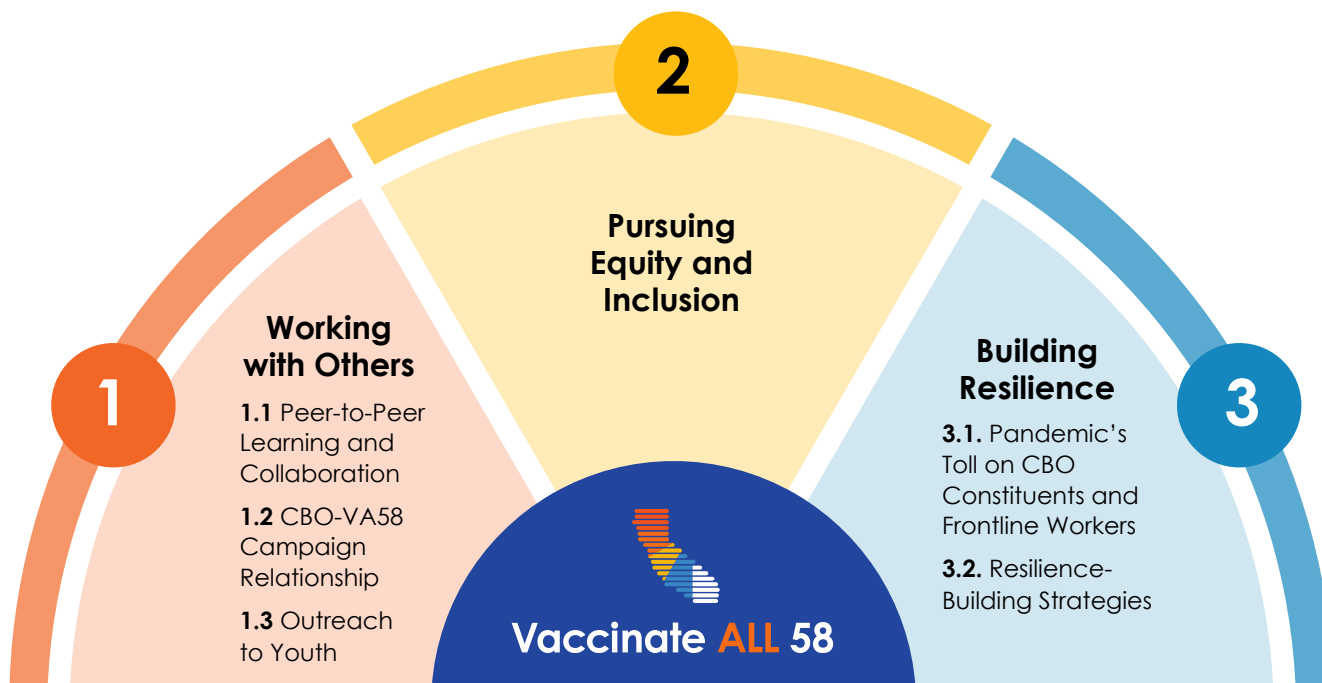 1
Working
with Others
1.1 Peer-to-Peer
Learning and
Collaboration
1.2 CBO-VA58
Campaign
Relationship
1.3 Outreach
to Youth
2
Pursuing
Equity and
Inclusion
3
Building
Resilience
3.1. Pandemic’s
Toll on CBO
Constituents and
Frontline Workers
3.2. Resilience-
Building Strategies
Vaccinate ALL 58